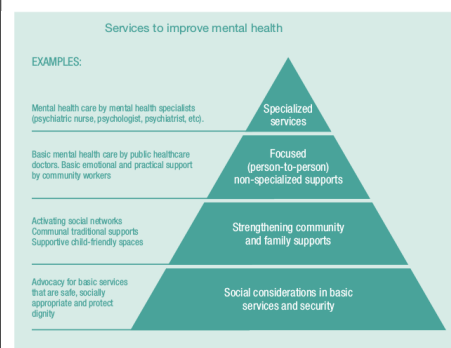 Services to improve mental health
EXAMPLES:
Mental health care by mental health specialists
(psychiatric nurse, psychologist, psychiatrist, etc).
Specialized
services
Basic mental health care by public healthcare
doctors. Basic emotional and practical support
by community workers
Focused
(person-to-person)
non-specialized supports
Activating social networks
Communal traditional supports
Supportive child-friendly spaces
Strengthening community
and family supports
Advocacy for basic services
that are safe, socially
appropriate and protect
dignity
Social considerations in basic
services and security